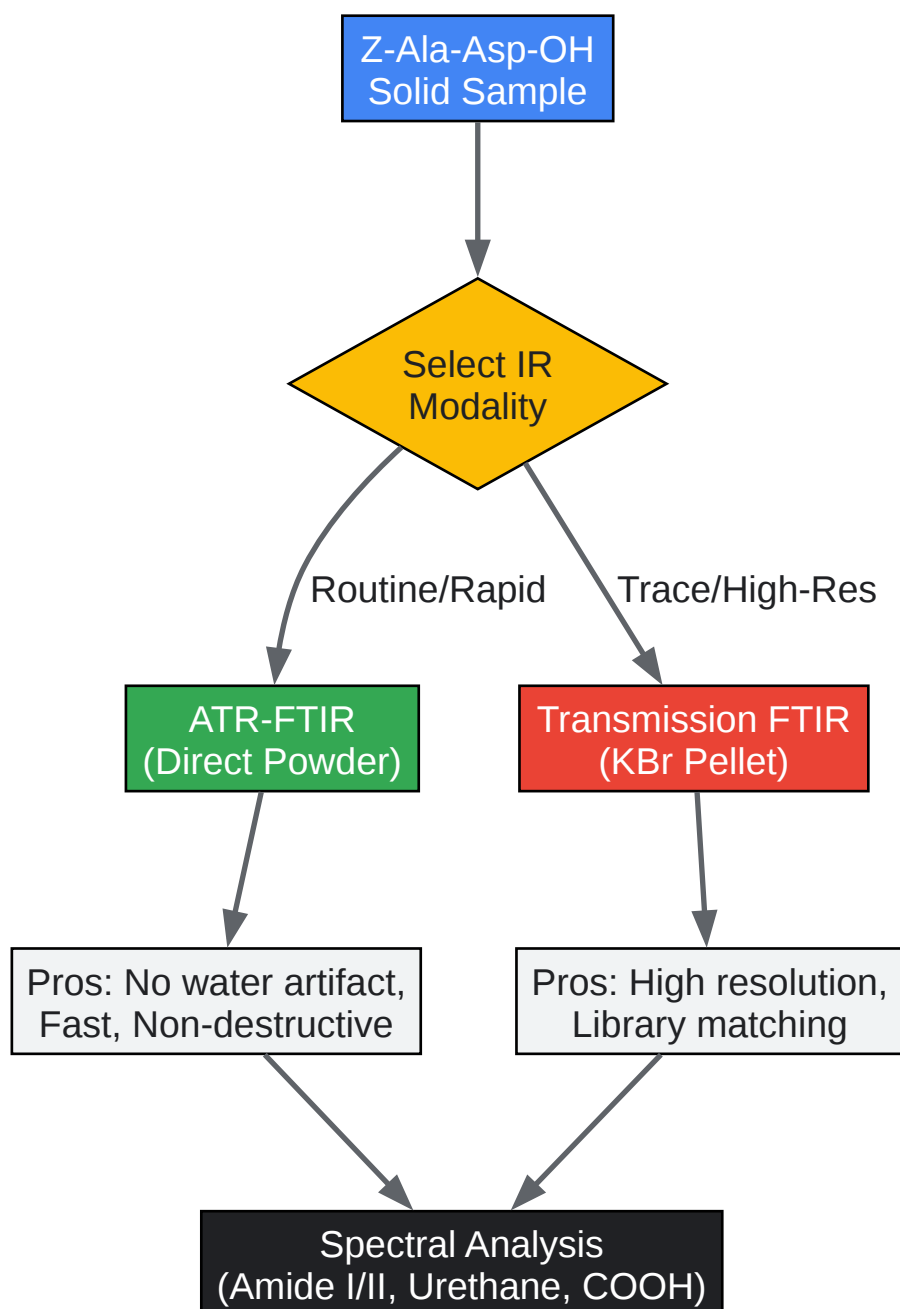 Z-Ala-Asp-OH
Solid Sample
Select IR
Modality
Routine/Rapid
Trace/High-Res
ATR-FTIR
(Direct Powder)
Transmission FTIR
(KBr Pellet)
Pros: No water artifact,
Fast, Non-destructive
Pros: High resolution,
Library matching
Spectral Analysis
(Amide I/II, Urethane, COOH)